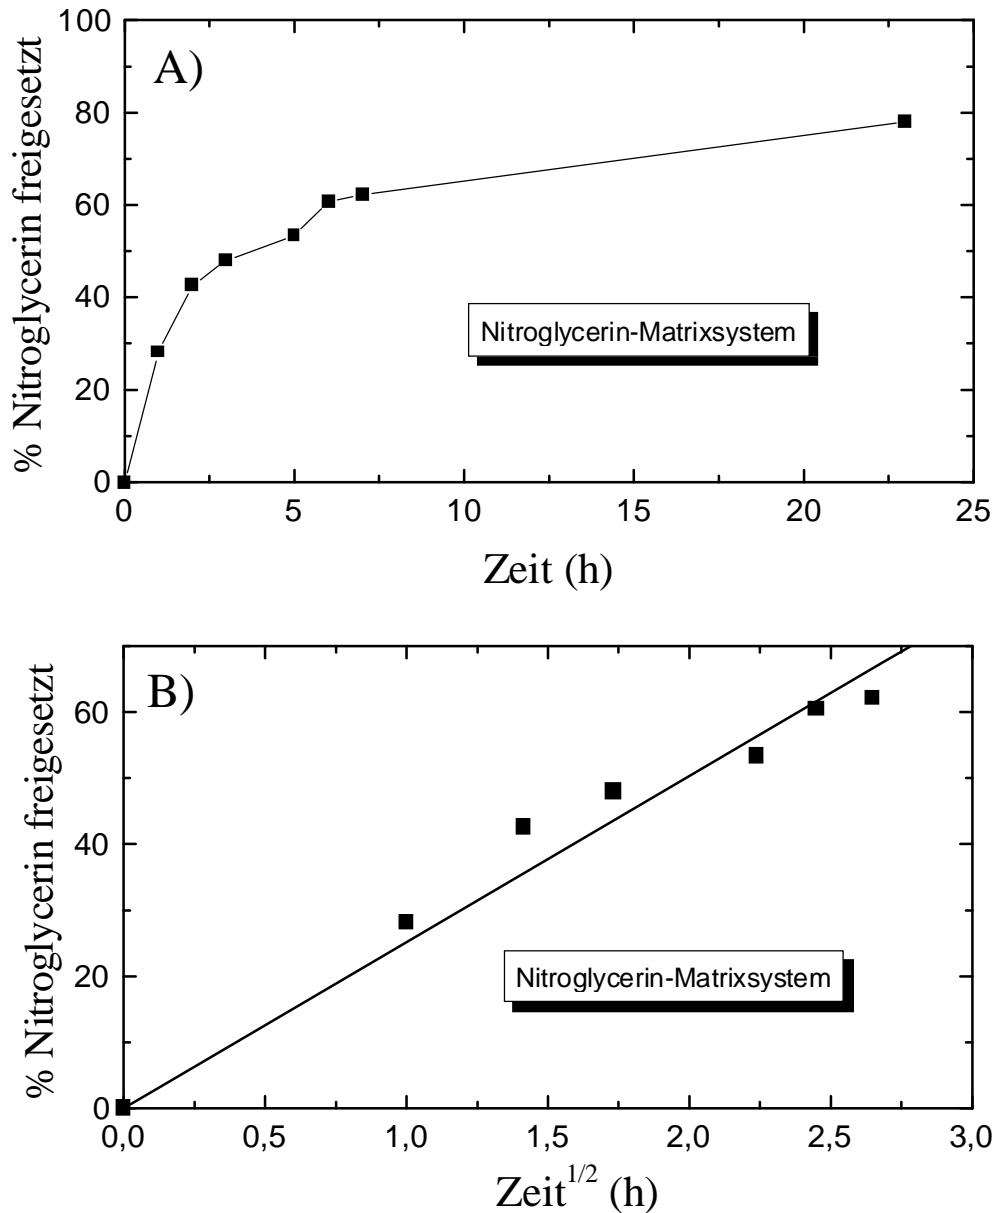 A)
% Nitroglycerin freigesetzt
100
80
60
40
20
0
Nitroglycerin-Matrixsystem
0 5 10 15 20 25
Zeit (h)
B)
% Nitroglycerin freigesetzt
60
40
20
0
Nitroglycerin-Matrixsystem
0,0 0,5 1,0 1,5 2,0 2,5 3,0
Zeit^1/2 (h)